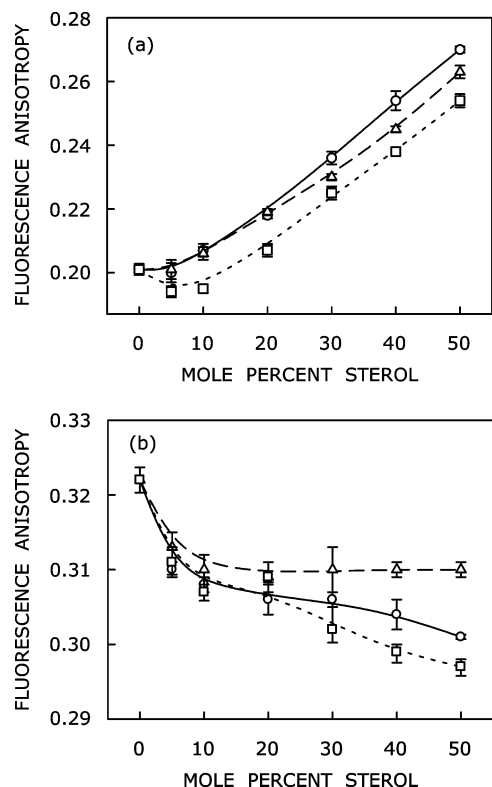 (a)
FLUORESCENCE ANISOTROPY
0.28
0.26
0.24
0.22
0.20
0 10 20 30 40 50
MOLE PERCENT STEROL
(b)
FLUORESCENCE ANISOTROPY
0.33
0.32
0.31
0.30
0.29
0 10 20 30 40 50
MOLE PERCENT STEROL